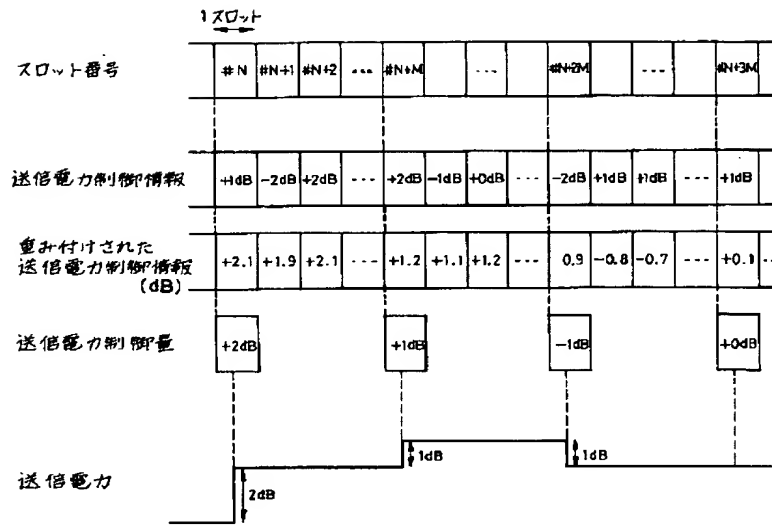 1スロット
スロット番号 #N #N+1 #N+2 --- #N+M --- #N+2M --- #N+3M
送信電力制御情報 +1dB -2dB +2dB --- +2dB -1dB +0dB --- -2dB +1dB +1dB --- +1dB
重み付けされた
送信電力制御情報 +2.1 +1.9 +2.1 --- +1.2 +1.1 +1.2 --- 0.9 -0.8 -0.7 --- +0.1 --
(dB)
送信電力制御量 +2dB +1dB -1dB +0dB
1dB 1dB
送信電力 2dB